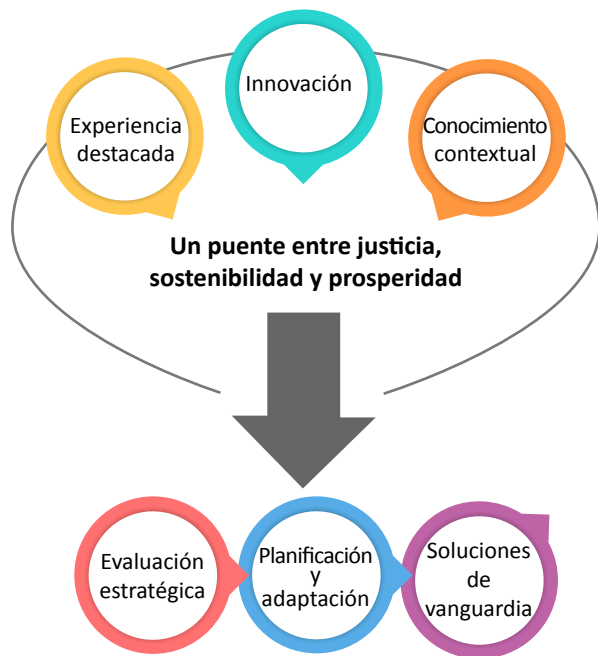 Experiencia
destacada
Innovación
Conocimiento
contextual
Un puente entre justicia,
sostenibilidad y prosperidad
Evaluación
estratégica
Planificación
y
adaptación
Soluciones
de
vanguardia